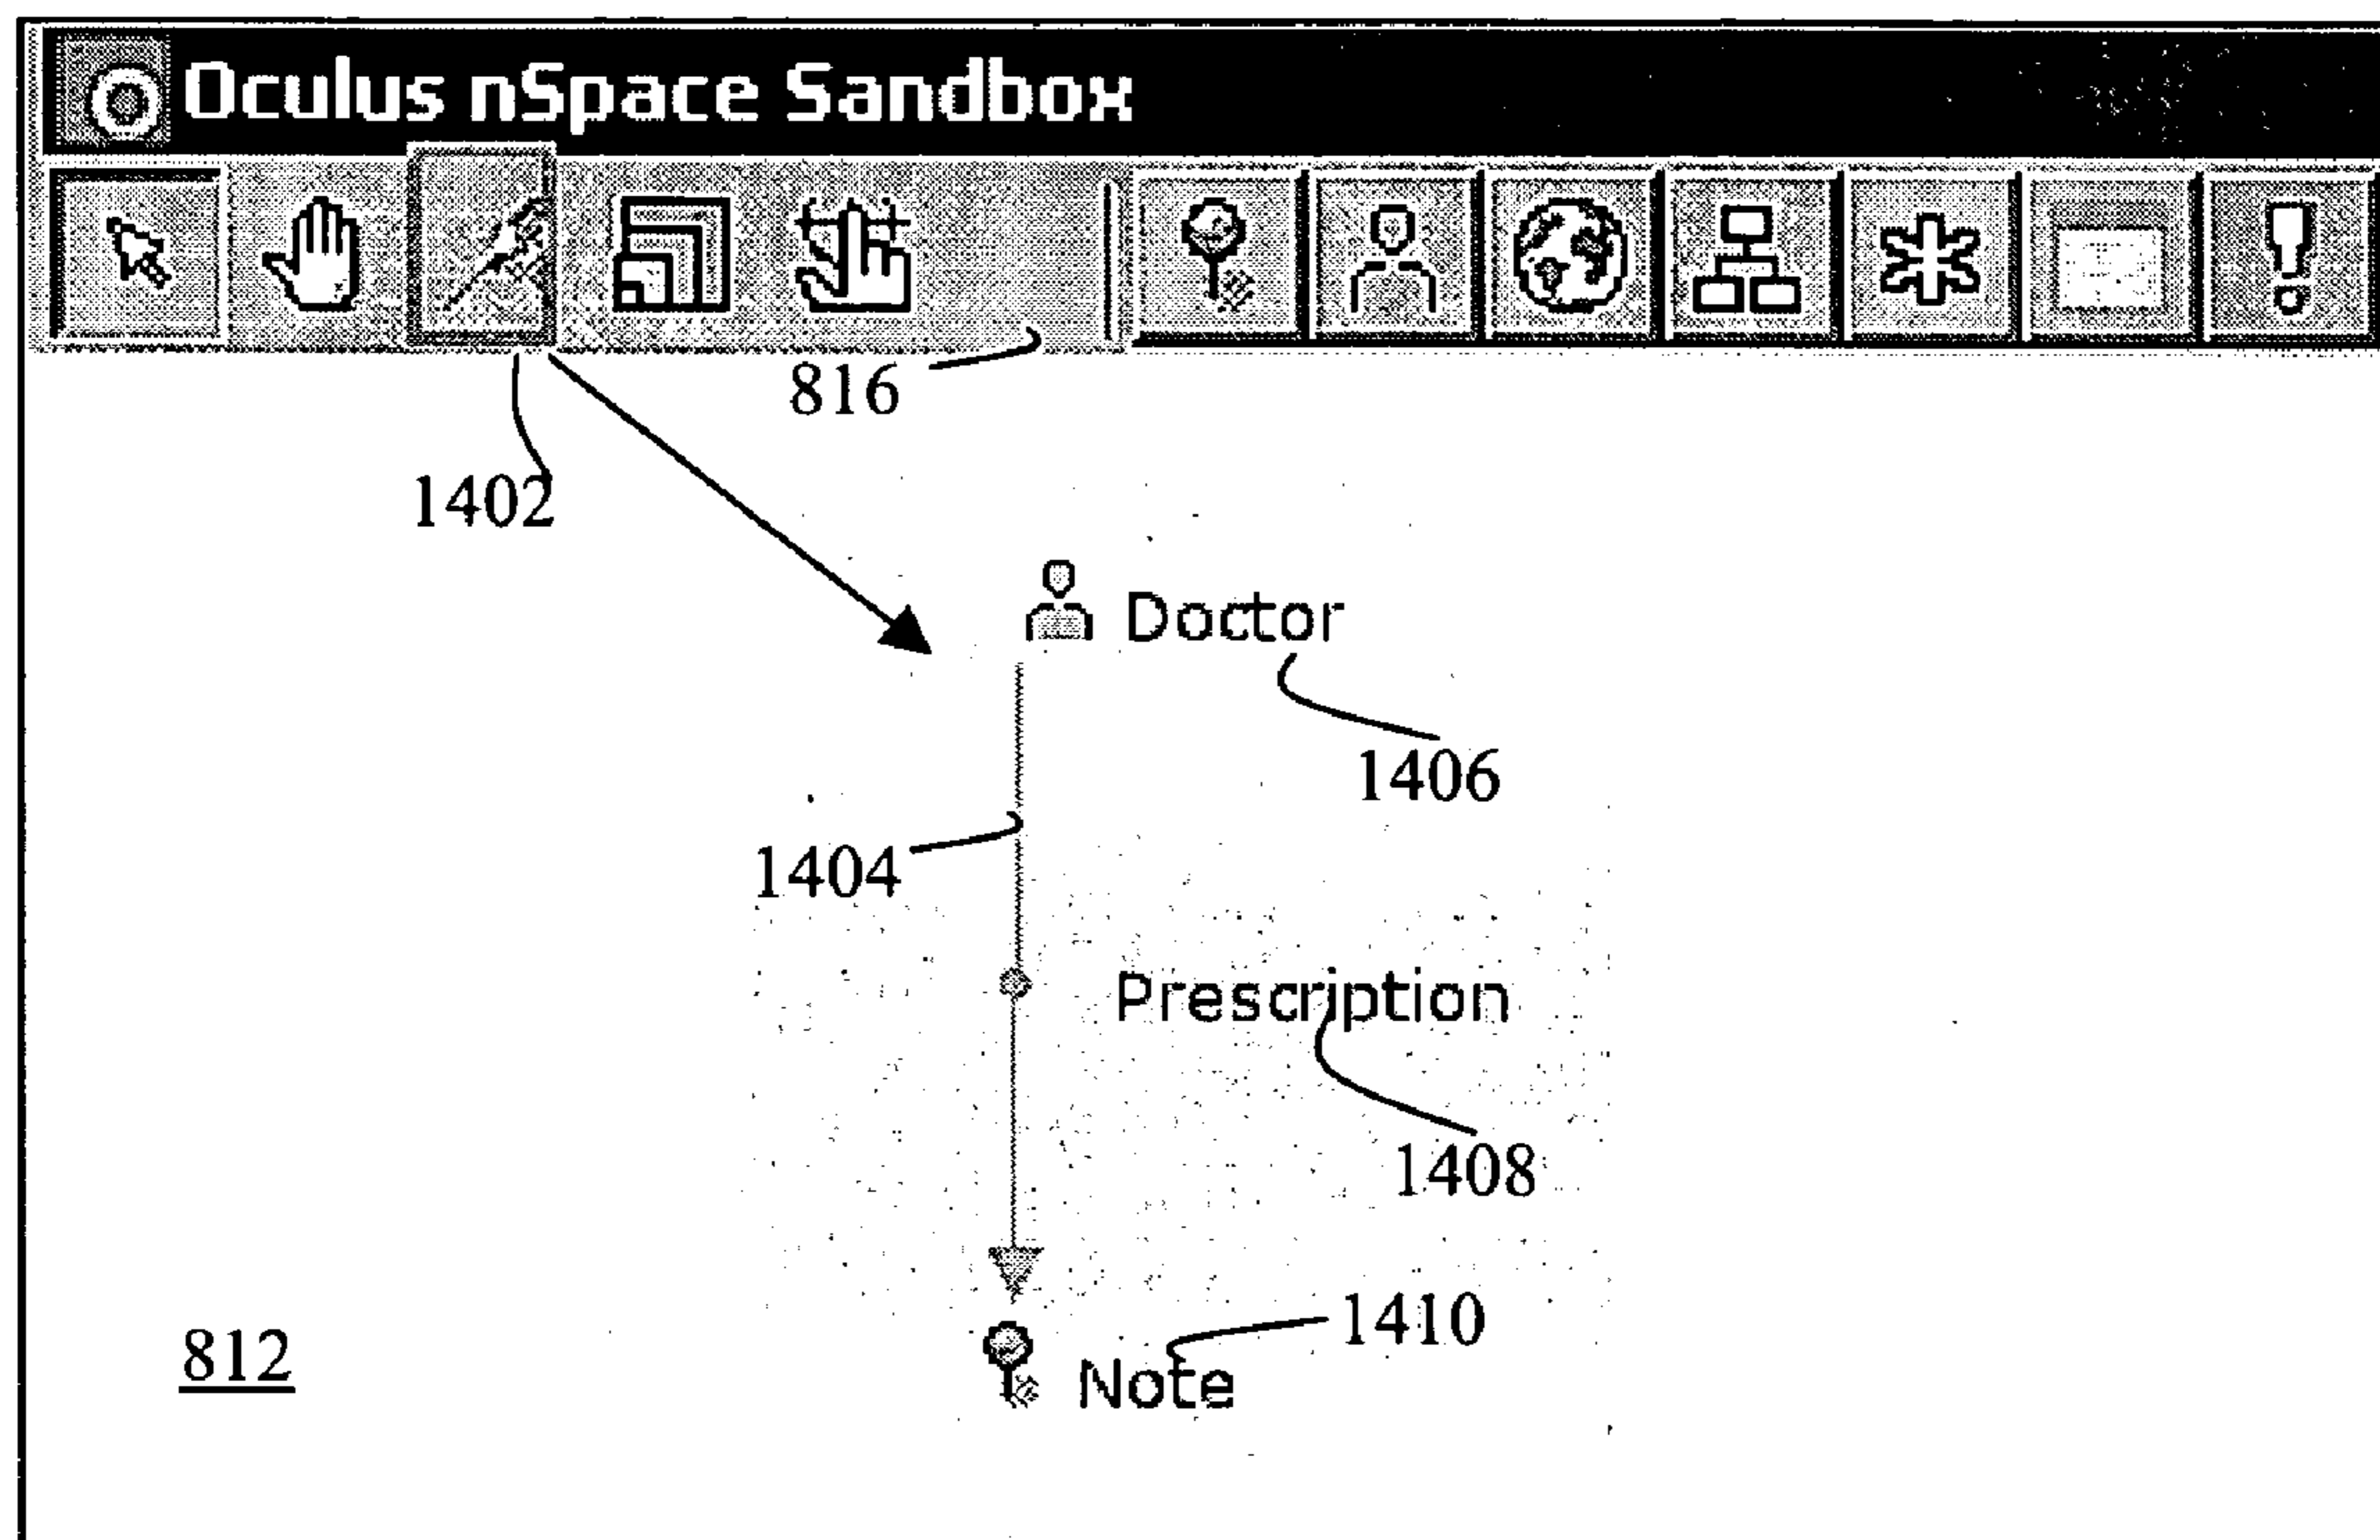 Oculus nSpace Sandbox
816
1402
Doctor
1406
1404
Prescription
1408
1410
Note
812